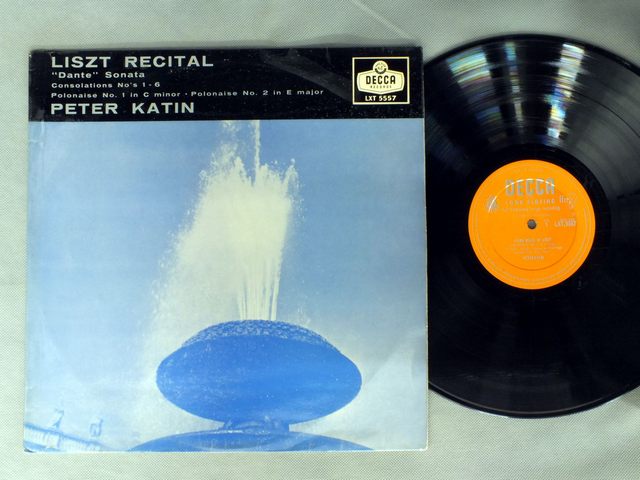 LISZT RECITAL
"Dante" Sonata
Consolations No's 1 - 6
Polonaise No. 1 in C minor · Polonaise No. 2 in E major
PETER KATIN
DECCA
RECORDS
LXT 5557
DECCA
LONG PLAYING